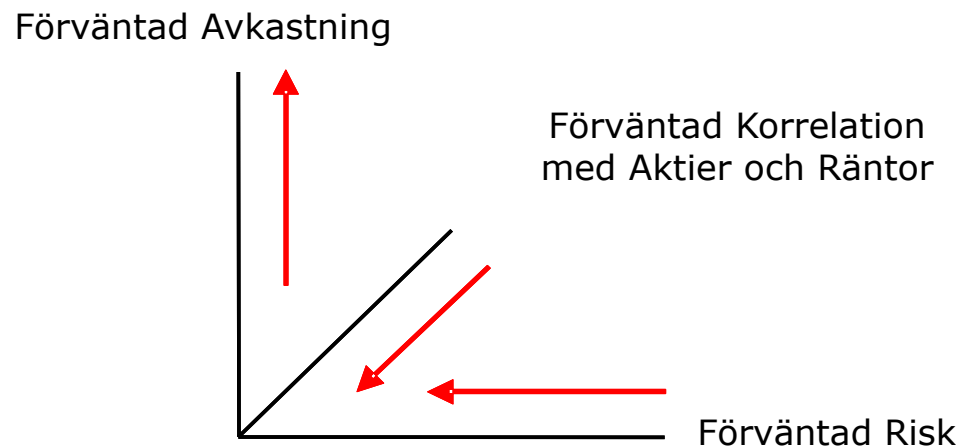 Förväntad Avkastning
Förväntad Korrelation
med Aktier och Räntor
Förväntad Risk